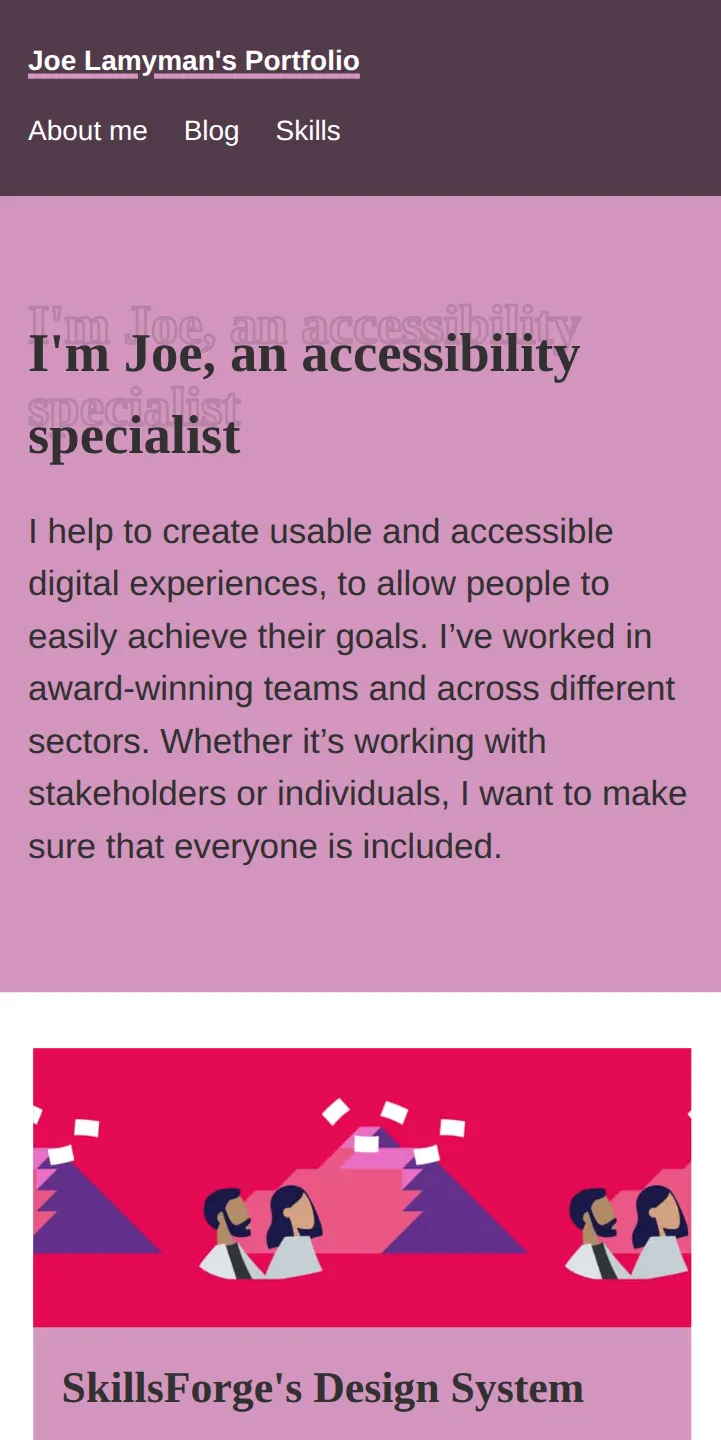 Joe Lamyman's Portfolio
About me Blog Skills
I'm Joe, an accessibility
specialist
I help to create usable and accessible
digital experiences, to allow people to
easily achieve their goals. I’ve worked in
award-winning teams and across different
sectors. Whether it’s working with
stakeholders or individuals, I want to make
sure that everyone is included.
SkillsForge's Design System